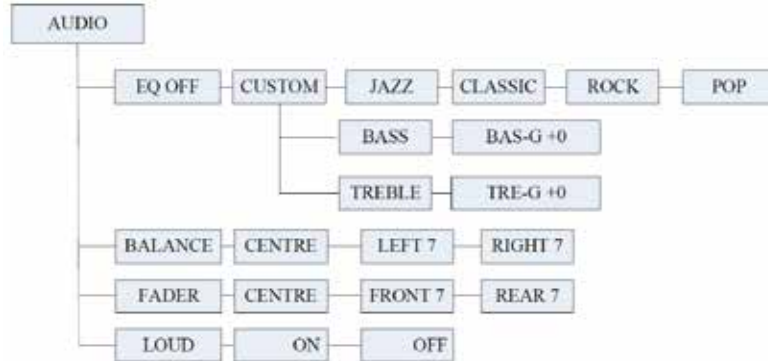 AUDIO
EQ OFF CUSTOM JAZZ CLASSIC ROCK POP
BASS BAS-G +0
TREBLE TRE-G +0
BALANCE CENTRE LEFT 7 RIGHT 7
FADER CENTRE FRONT 7 REAR 7
LOUD ON OFF